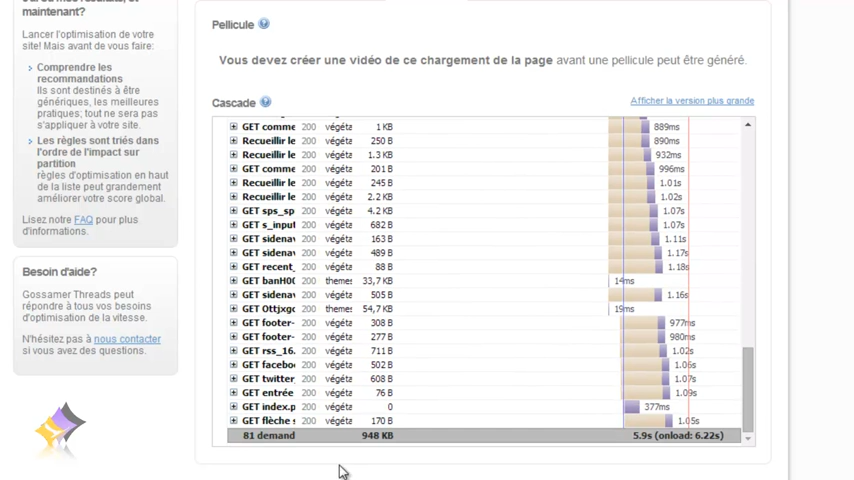 maintenant?
Lancer l'optimisation de votre
site! Mais avant de vous faire:
Comprendre les
recommandations
Ils sont destinés à être
génériques, les meilleures
pratiques; tout ne sera pas
s'appliquer à votre site.
Les règles sont triés dans
l'ordre de l'impact sur
partition
règles d'optimisation en haut
de la liste peut grandement
améliorer votre score global.
Lisez notre FAQ pour plus
d'informations.
Besoin d'aide?
Gossamer Threads peut
répondre à tous vos besoins
d'optimisation de la vitesse.
N'hésitez pas à nous contacter
si vous avez des questions.
Pellicule
Vous devez créer une vidéo de ce chargement de la page avant une pellicule peut être généré.
Cascade
Afficher la version plus grande
GET comme 200 végéta 1 KB 889ms
Recueillir le 200 végéta 250 B 890ms
Recueillir le 200 végéta 1.3 KB 932ms
GET comme 200 végéta 201 B 996ms
Recueillir le 200 végéta 245 B 1.01s
Recueillir le 200 végéta 2.2 KB 1.02s
GET sps_sp 200 végéta 4.2 KB 1.07s
GET s_input 200 végéta 682 B 1.07s
GET sidena 200 végéta 163 B 1.11s
GET sidena 200 végéta 489 B 1.17s
GET recent_ 200 végéta 88 B 1.18s
GET banH00 200 themes 33,7 KB 14ms
GET sidena 200 végéta 505 B 1.16s
GET Ottjxgc 200 themes 54,7 KB 19ms
GET footer- 200 végéta 308 B 977ms
GET footer- 200 végéta 277 B 980ms
GET rss_16. 200 végéta 711 B 1.02s
GET facebo 200 végéta 502 B 1.06s
GET twitter_ 200 végéta 608 B 1.07s
GET entrée 200 végéta 76 B 1.09s
GET index.p 200 végéta 0 377ms
GET flèche 200 végéta 170 B 1.05s
81 demand 948 KB 5.9s (onload: 6.22s)